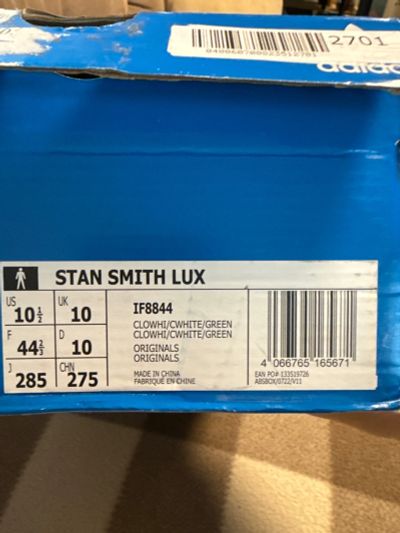 2701
adidas
STAN SMITH LUX
US 10½ UK 10
F 44⅔ D 10
J 285 CHN 275
IF8844
CLOWHI/CWHITE/GREEN
CLOWHI/CWHITE/GREEN
ORIGINALS
ORIGINALS
MADE IN CHINA
FABRIQUE EN CHINE
4 066765 165671
EAN PO# 133519726
ABSBOX/0722/V11